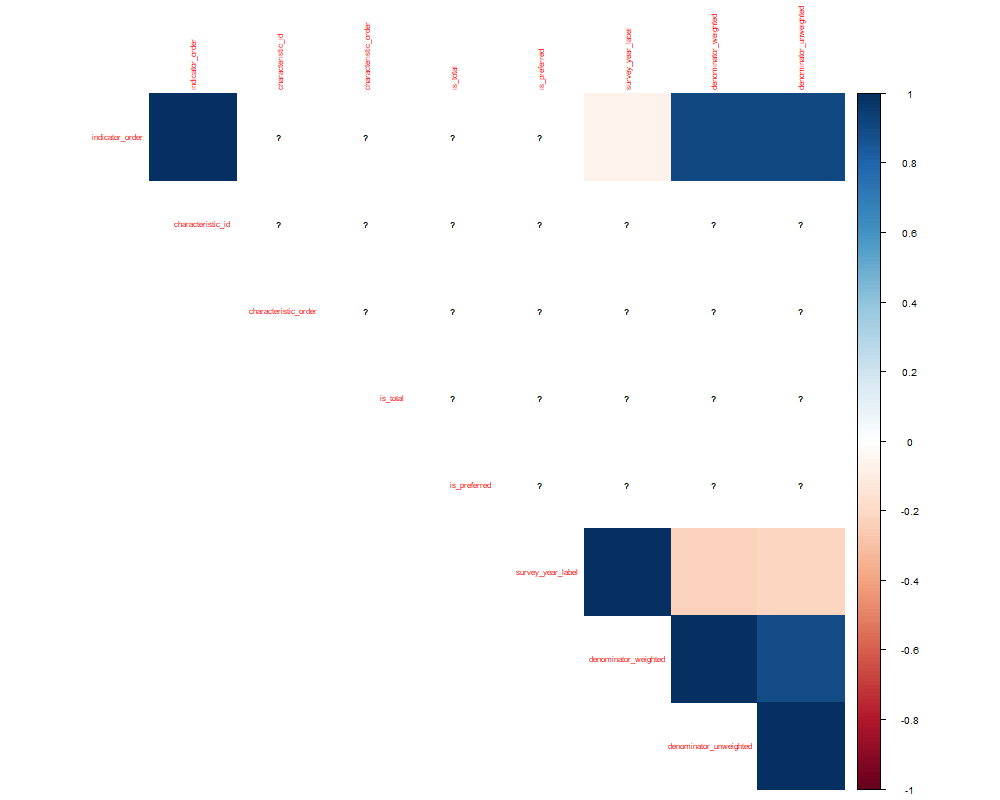 indicator_order
characteristic_id
characteristic_order
is_total
is_preferred
survey_year_label
denominator_weighted
denominator_unweighted
indicator_order ? ? ? ?
characteristic_id ? ? ? ? ? ? ?
characteristic_order ? ? ? ? ? ?
is_total ? ? ? ? ?
is_preferred ? ? ? ?
survey_year_label
denominator_weighted
denominator_unweighted
1
0.8
0.6
0.4
0.2
0
-0.2
-0.4
-0.6
-0.8
-1